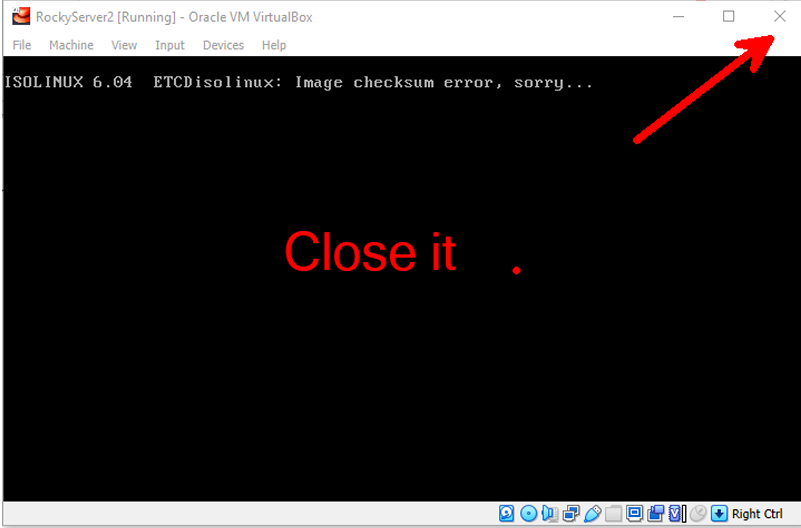 RockyServer2 [Running] - Oracle VM VirtualBox
File Machine View Input Devices Help
ISOLINUX 6.04 ETCDisolinux: Image checksum error, sorry...
Close it .
Right Ctrl